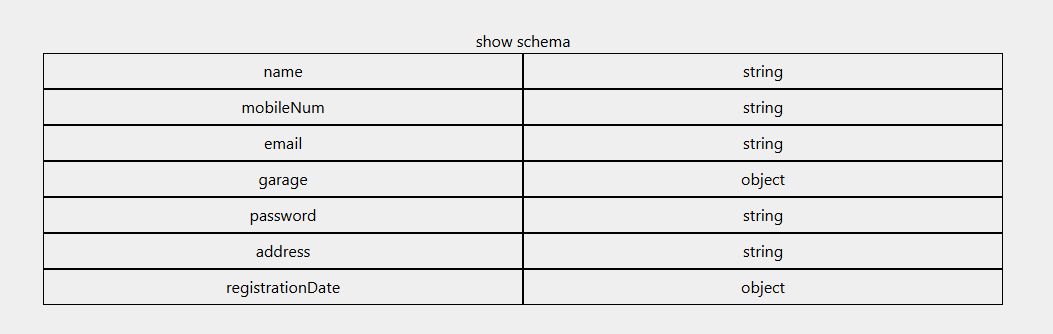 show schema
name string
mobileNum string
email string
garage object
password string
address string
registrationDate object